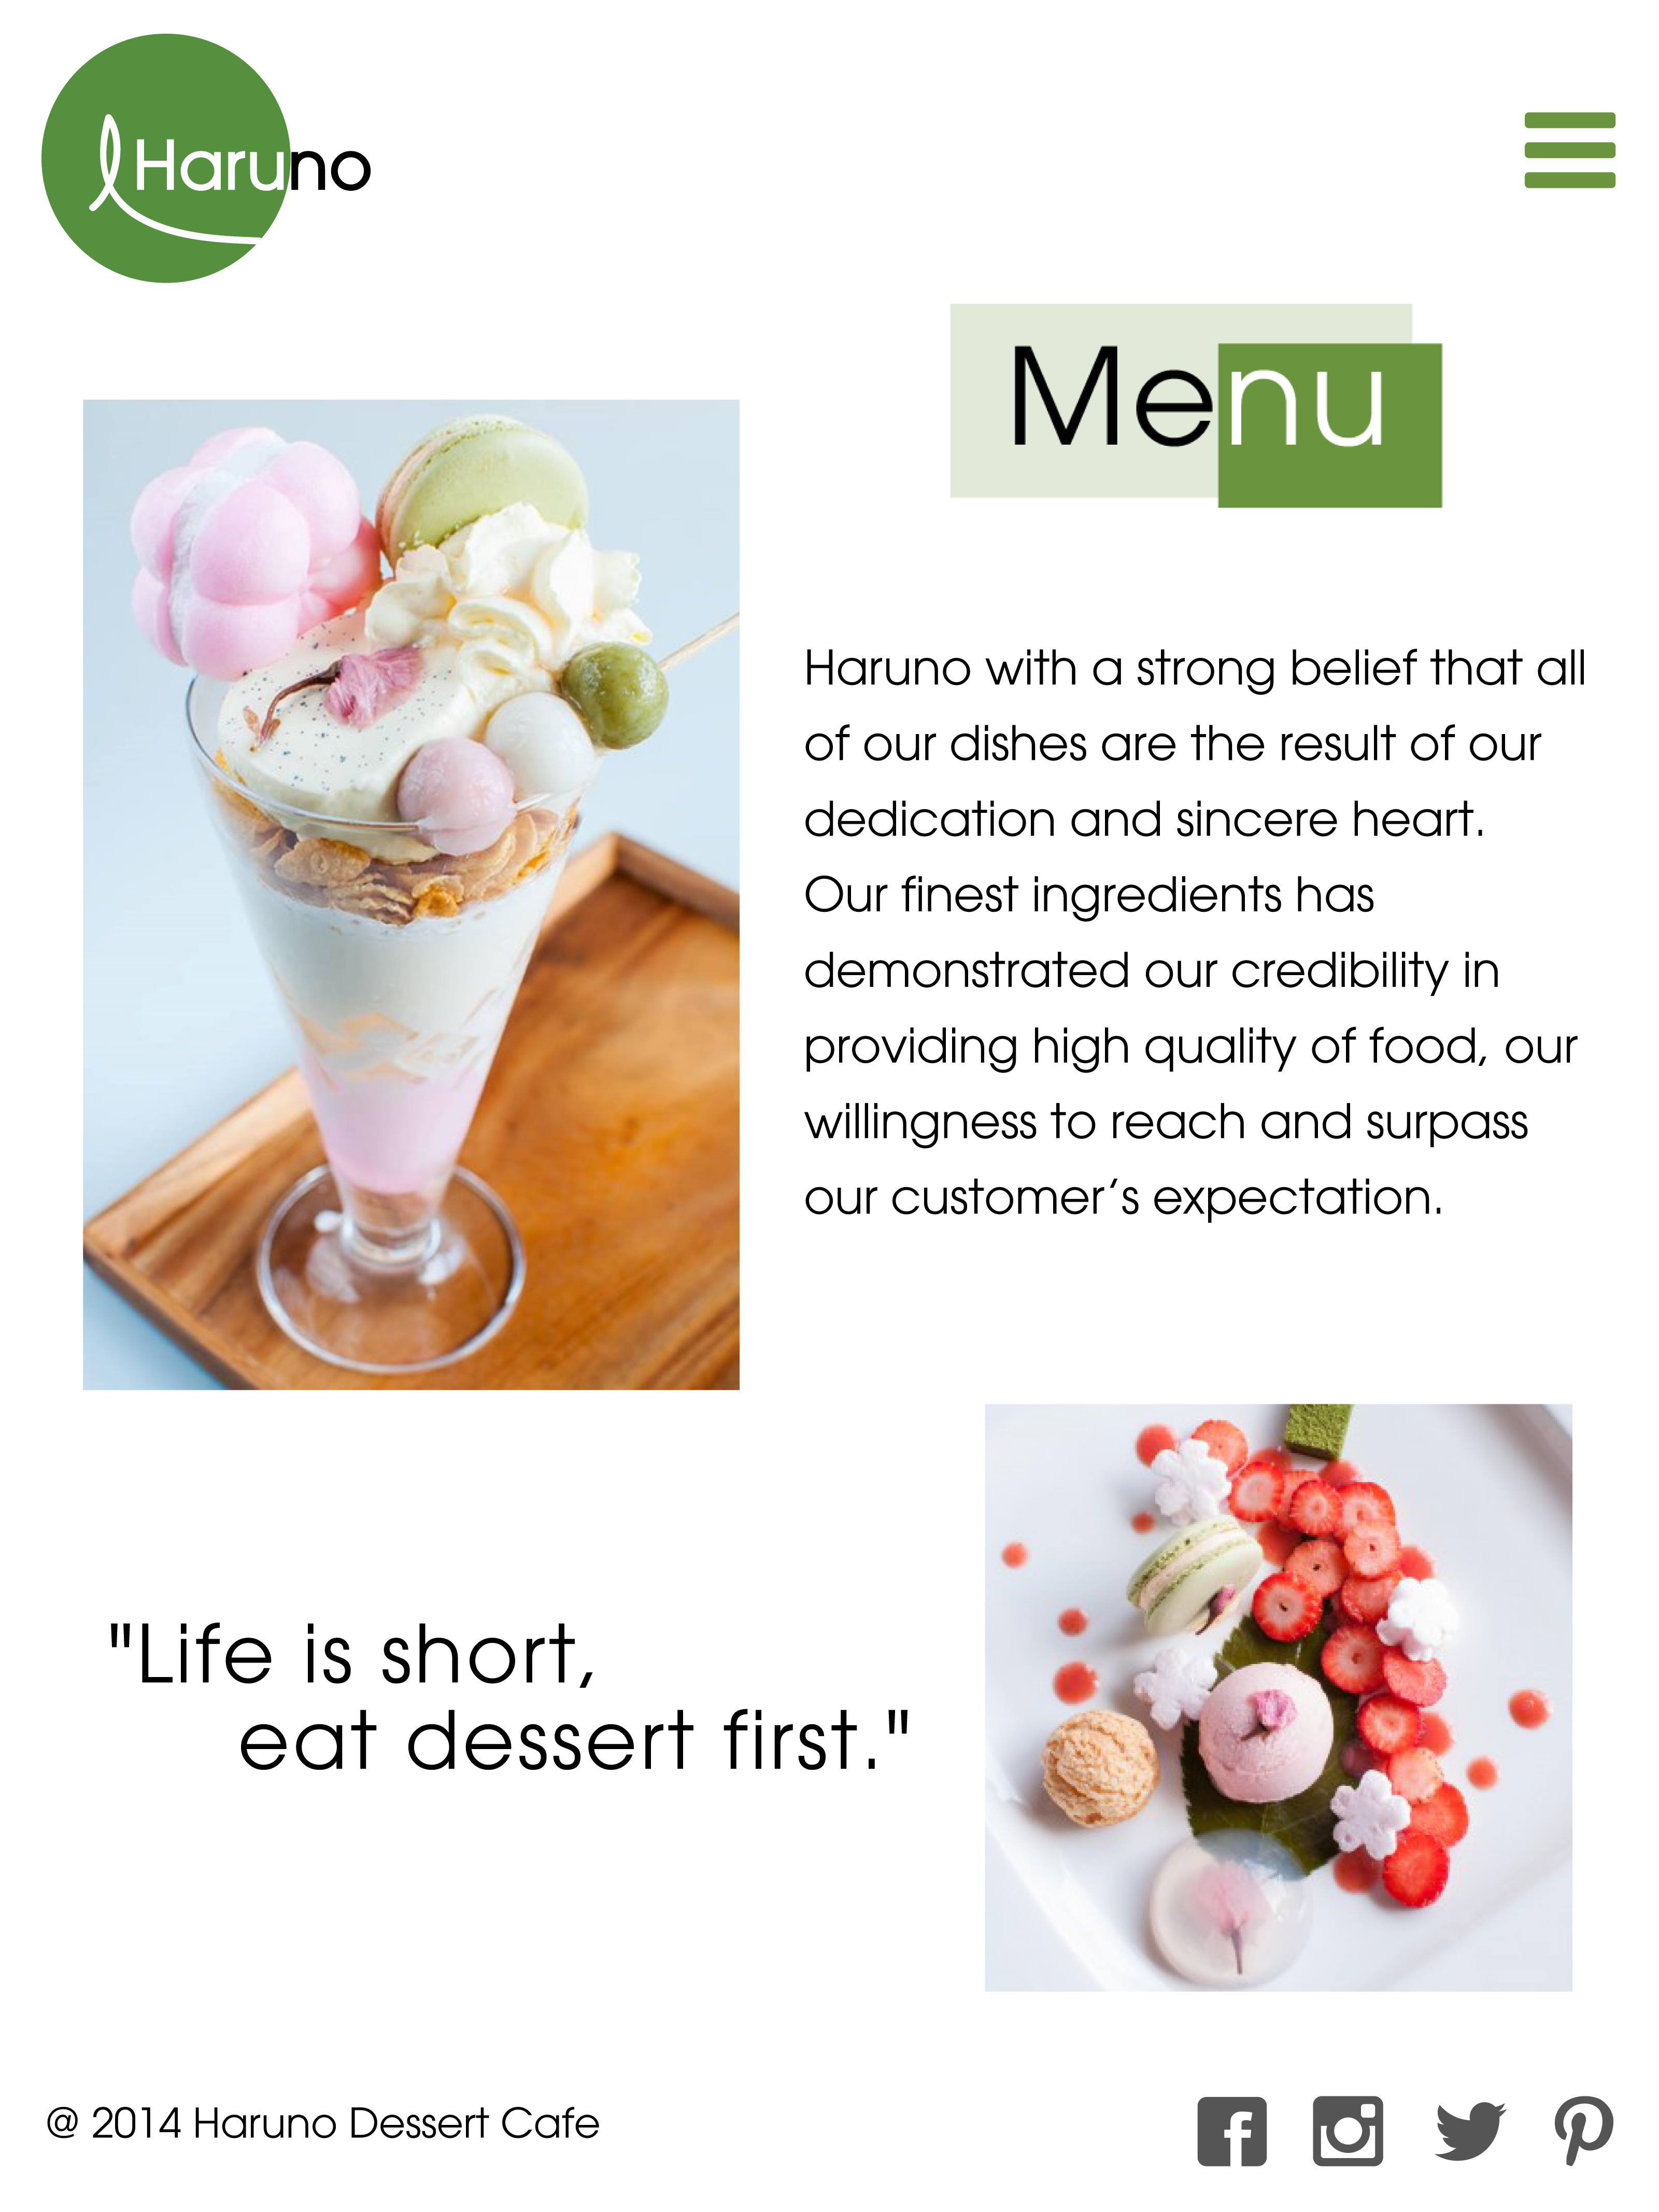 Haruno
Menu
Haruno with a strong belief that all
of our dishes are the result of our
dedication and sincere heart.
Our finest ingredients has
demonstrated our credibility in
providing high quality of food, our
willingness to reach and surpass
our customer’s expectation.
"Life is short,
eat dessert first."
@ 2014 Haruno Dessert Cafe